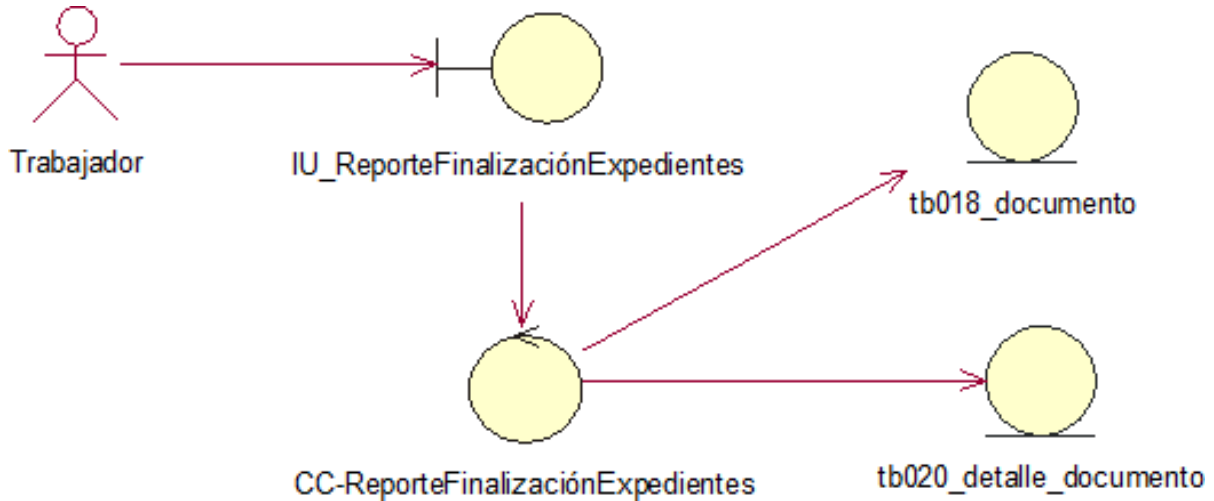 Trabajador
IU_ReporteFinalizaciónExpedientes
tb018_documento
CC-ReporteFinalizaciónExpedientes
tb020_detalle_documento